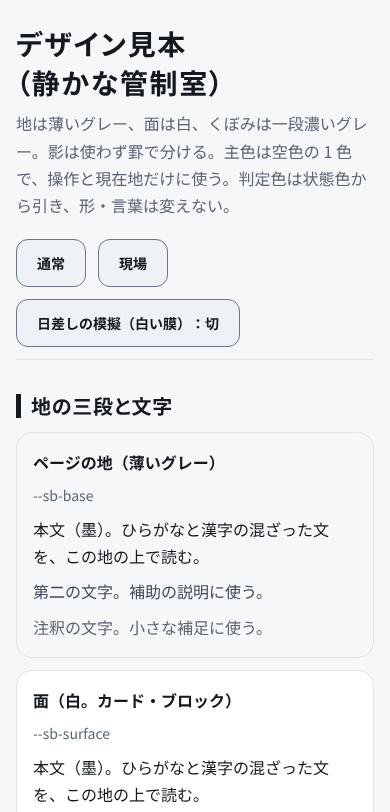 デザイン見本
（静かな管制室）
地は薄いグレー、面は白、くぼみは一段濃いグレ
ー。影は使わず罫で分ける。主色は空色の 1 色
で、操作と現在地だけに使う。判定色は状態色か
ら引き、形・言葉は変えない。
通常
現場
日差しの模擬（白い膜）：切
地の三段と文字
ページの地（薄いグレー）
--sb-base
本文（墨）。ひらがなと漢字の混ざった文
を、この地の上で読む。
第二の文字。補助の説明に使う。
注釈の文字。小さな補足に使う。
面（白。カード・ブロック）
--sb-surface
本文（墨）。ひらがなと漢字の混ざった文
を、この地の上で読む。